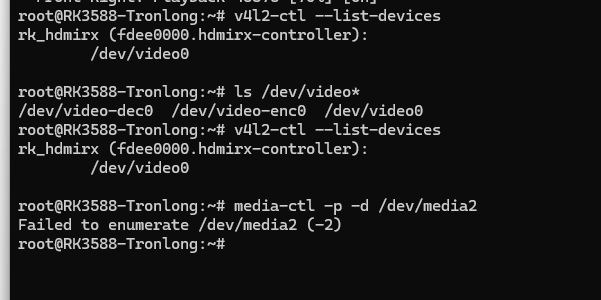 root@RK3588-Tronlong:~# v4l2-ctl --list-devices
rk_hdmirx (fdee0000.hdmirx-controller):
/dev/video0
root@RK3588-Tronlong:~# ls /dev/video*
/dev/video-dec0  /dev/video-enc0  /dev/video0
root@RK3588-Tronlong:~# v4l2-ctl --list-devices
rk_hdmirx (fdee0000.hdmirx-controller):
/dev/video0
root@RK3588-Tronlong:~# media-ctl -p -d /dev/media2
Failed to enumerate /dev/media2 (-2)
root@RK3588-Tronlong:~#